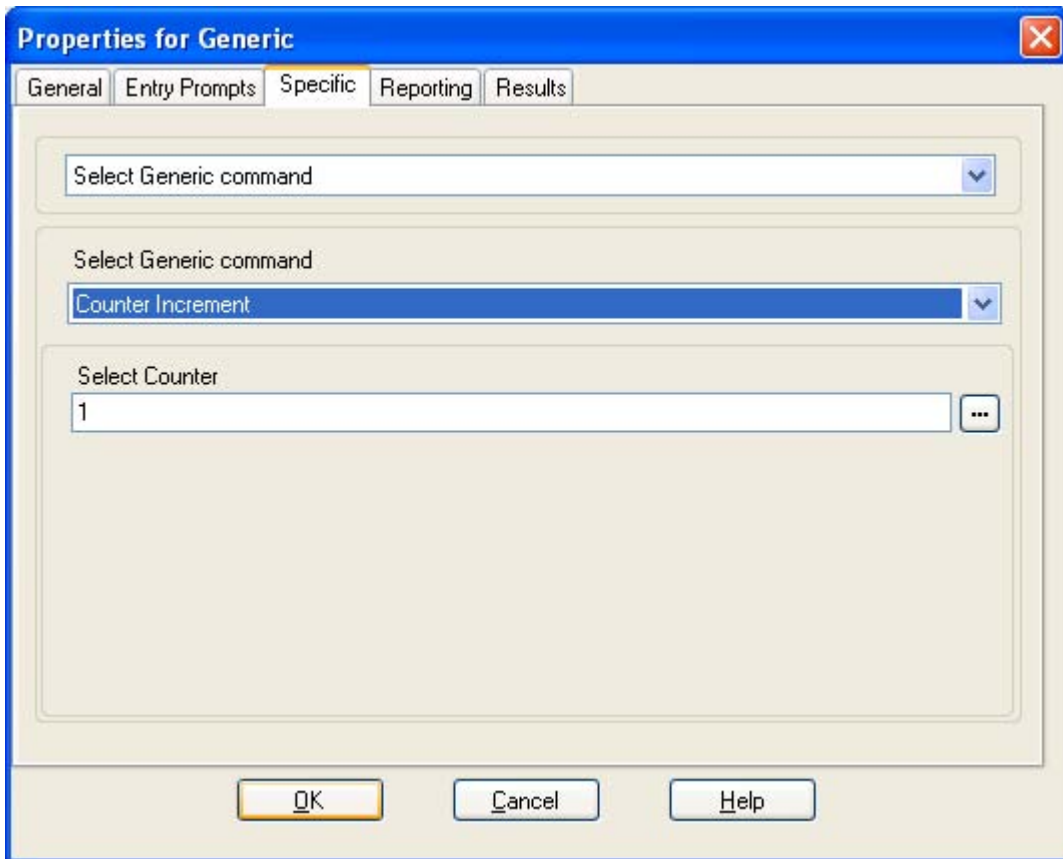 Properties for Generic
General Entry Prompts Specific Reporting Results
Select Generic command
Select Generic command
Counter Increment
Select Counter
1
...
OK Cancel Help